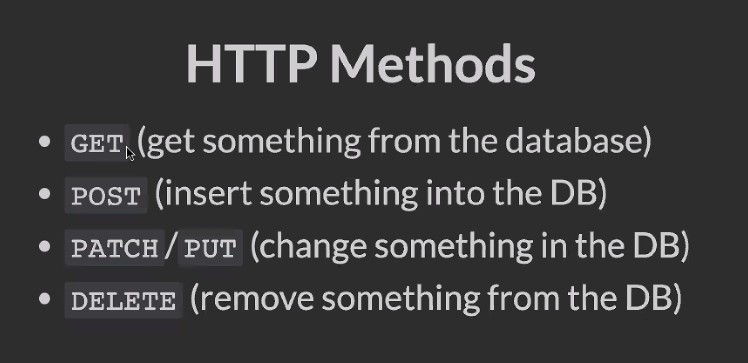 HTTP Methods
• GET (get something from the database)
• POST (insert something into the DB)
• PATCH/PUT (change something in the DB)
• DELETE (remove something from the DB)